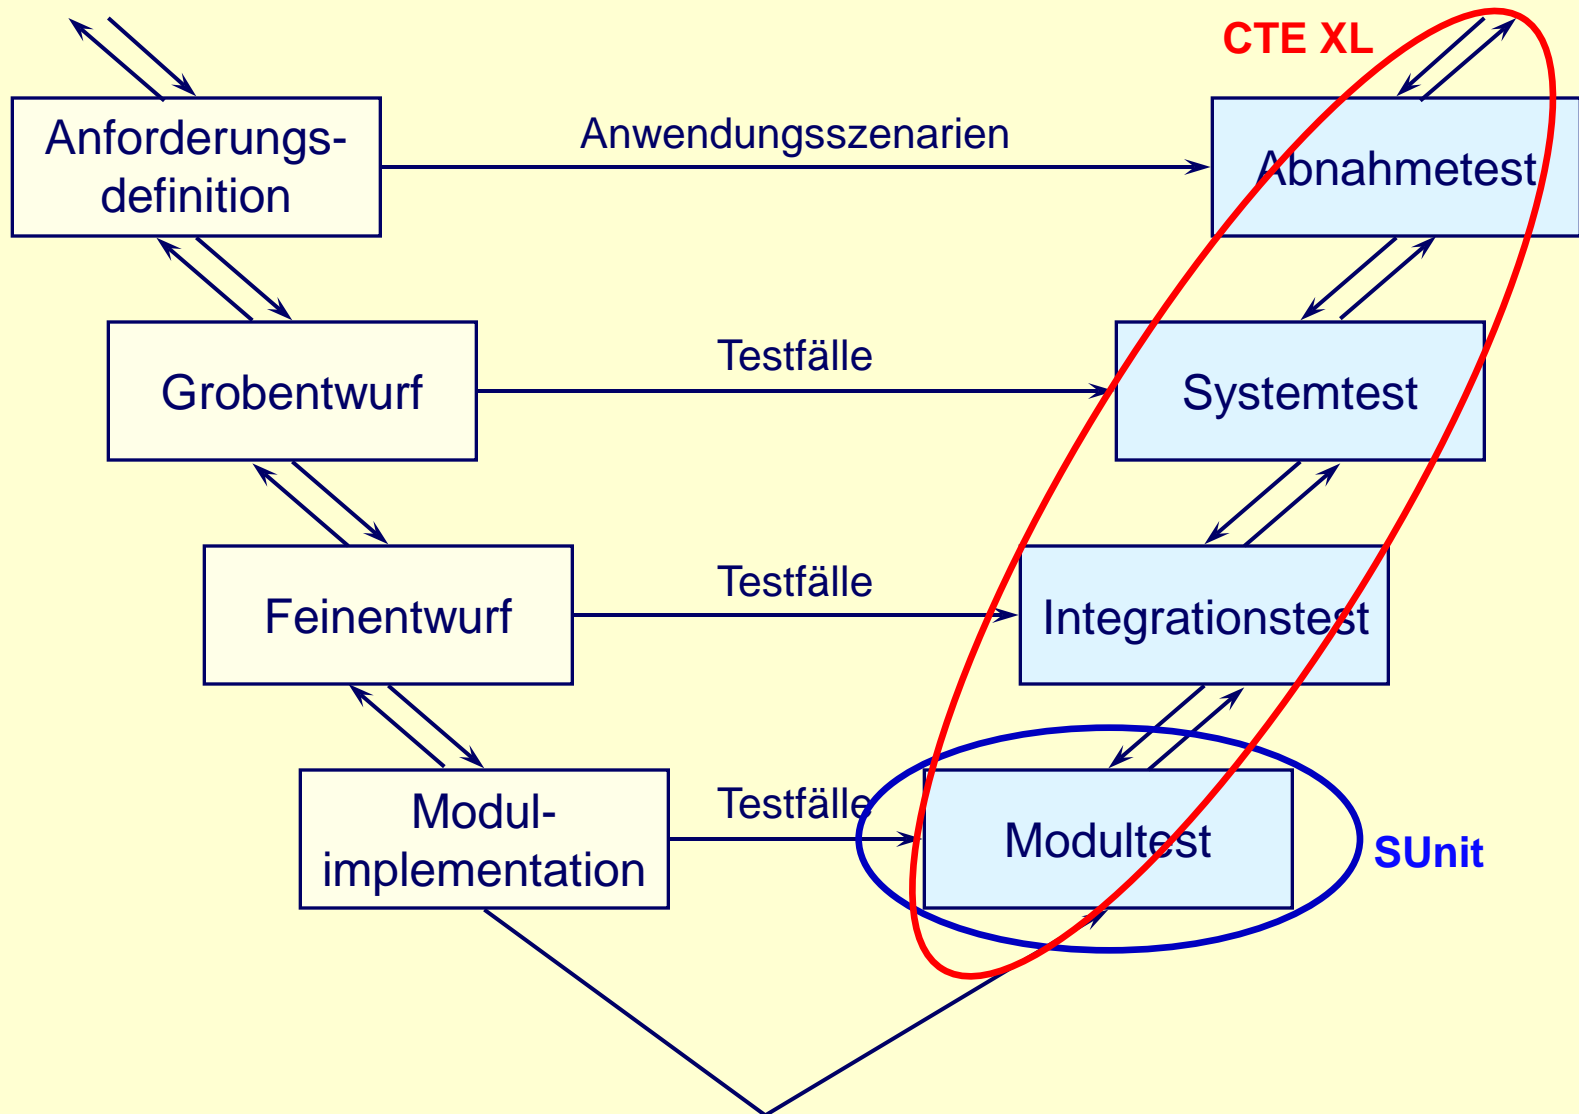 CTE XL
Anforderungs-
definition
Anwendungsszenarien
Abnahmetest
Grobentwurf
Testfälle
Systemtest
Feinentwurf
Testfälle
Integrationstest
Modul-
implementation
Testfälle
Modultest
SUnit